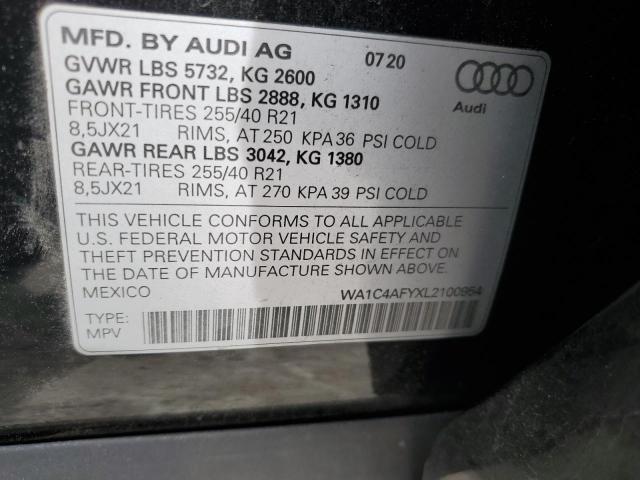 MFD. BY AUDI AG 0720
GVWR LBS 5732, KG 2600
GAWR FRONT LBS 2888, KG 1310
FRONT-TIRES 255/40 R21
8,5JX21 RIMS, AT 250 KPA 36 PSI COLD
GAWR REAR LBS 3042, KG 1380
REAR-TIRES 255/40 R21
8,5JX21 RIMS, AT 270 KPA 39 PSI COLD
Audi
THIS VEHICLE CONFORMS TO ALL APPLICABLE
U.S. FEDERAL MOTOR VEHICLE SAFETY AND
THEFT PREVENTION STANDARDS IN EFFECT ON
THE DATE OF MANUFACTURE SHOWN ABOVE.
MEXICO WA1C4AFYXL2100954
TYPE:
MPV